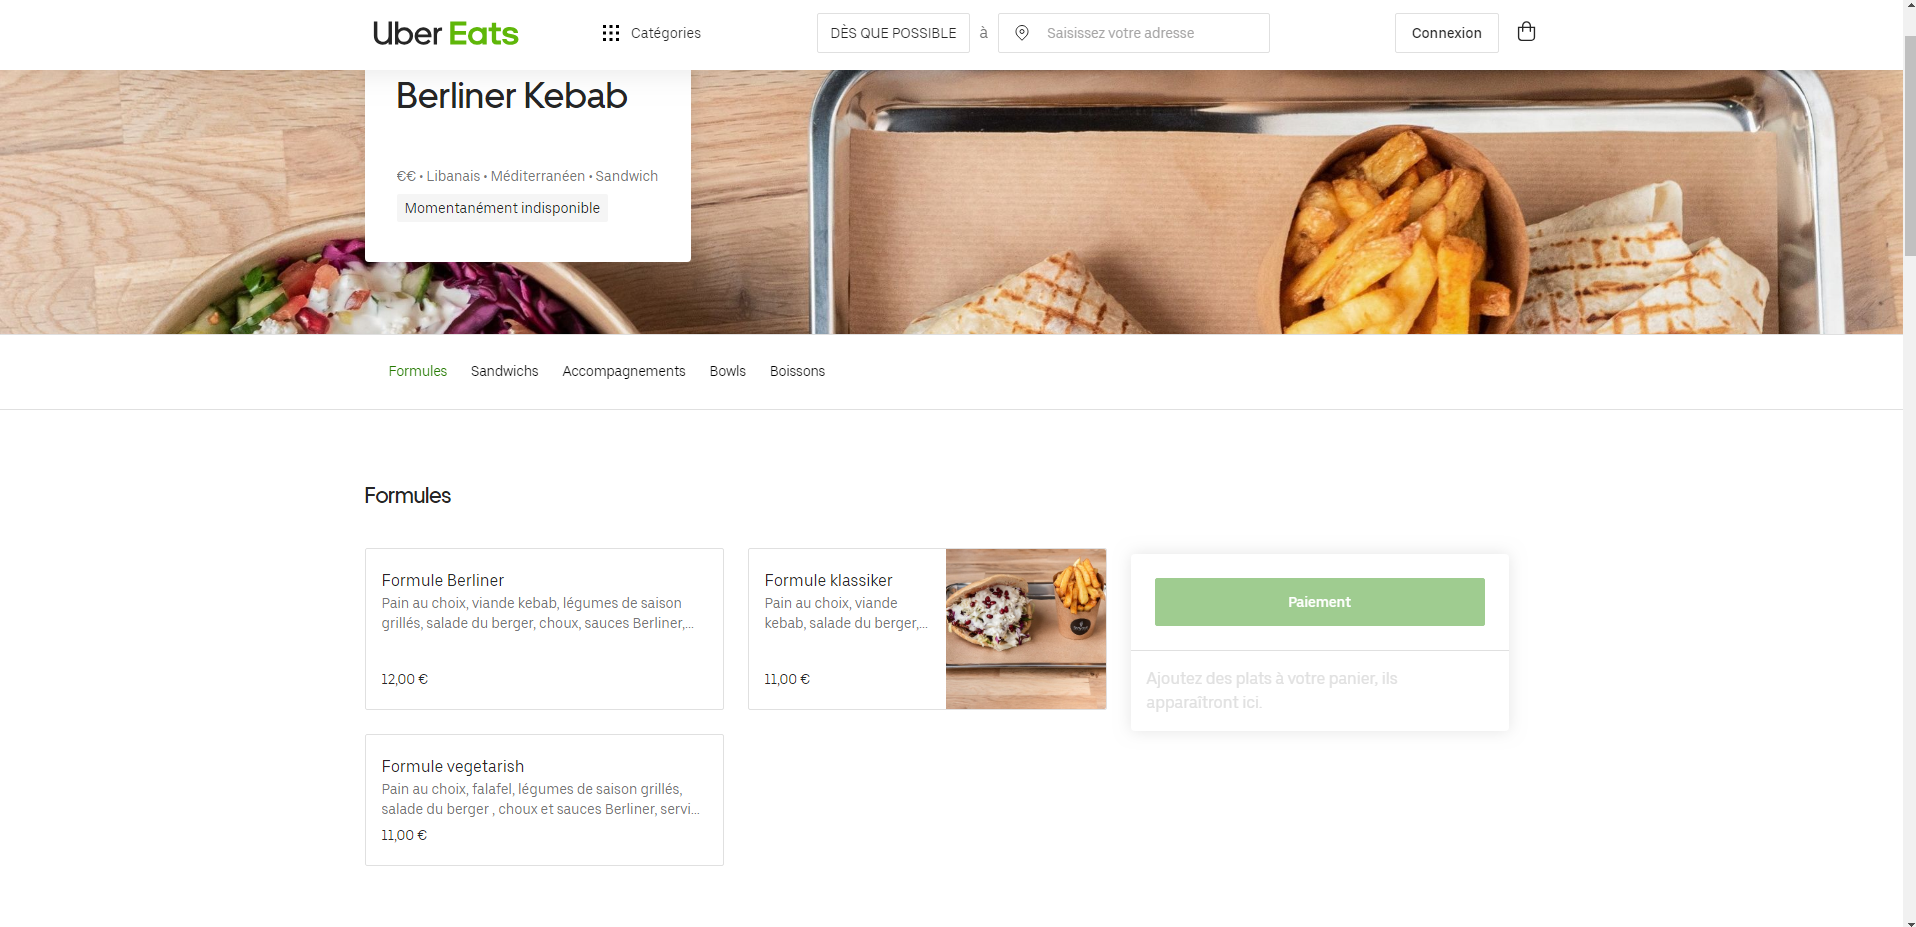 Uber Eats
Catégories
DÈS QUE POSSIBLE
à
Saisissez votre adresse
Connexion
Berliner Kebab
€€ • Libanais • Méditerranéen • Sandwich
Momentanément indisponible
Formules
Sandwichs
Accompagnements
Bowls
Boissons
Formules
Formule Berliner
Pain au choix, viande kebab, légumes de saison
grillés, salade du berger, choux, sauces Berliner,...
12,00 €
Formule klassiker
Pain au choix, viande
kebab, salade du berger,...
11,00 €
Paiement
Ajoutez des plats à votre panier, ils
apparaîtront ici.
Formule vegetarish
Pain au choix, falafel, légumes de saison grillés,
salade du berger , choux et sauces Berliner, servi...
11,00 €